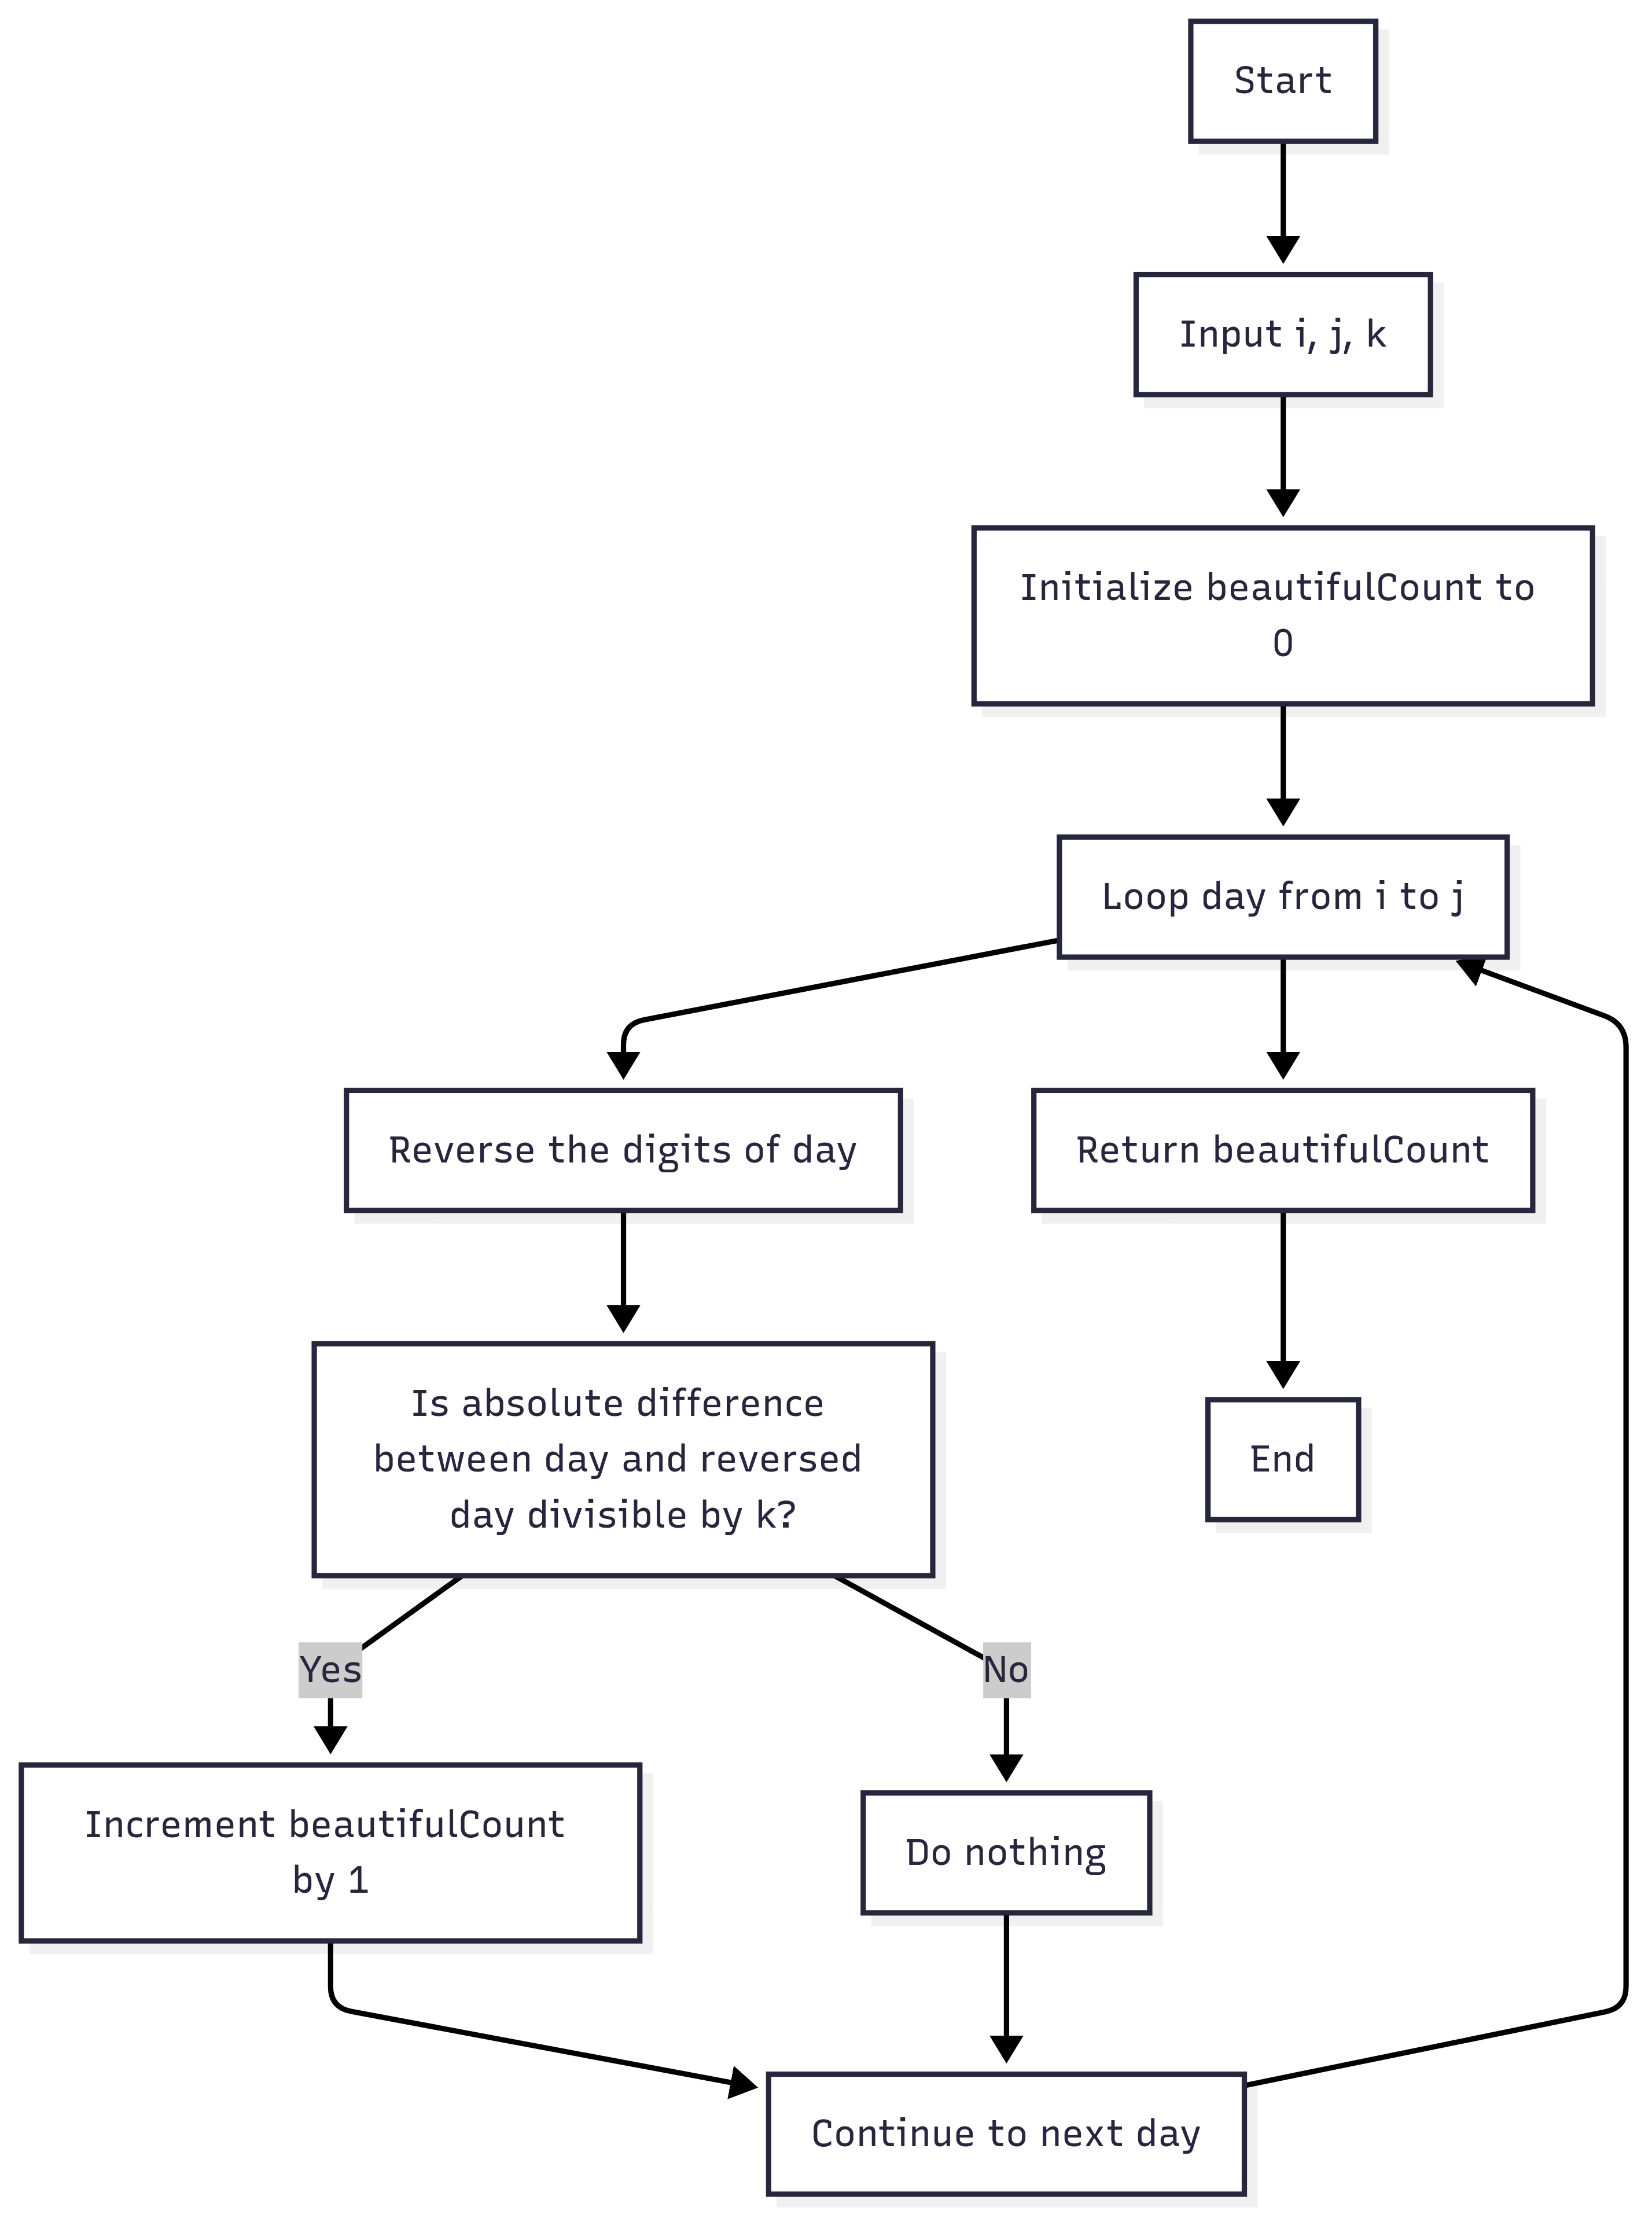 Start
Input i, j, k
Initialize beautifulCount to
0
Loop day from i to j
Reverse the digits of day
Return beautifulCount
Is absolute difference
between day and reversed
day divisible by k?
End
Yes
No
Increment beautifulCount
by 1
Do nothing
Continue to next day